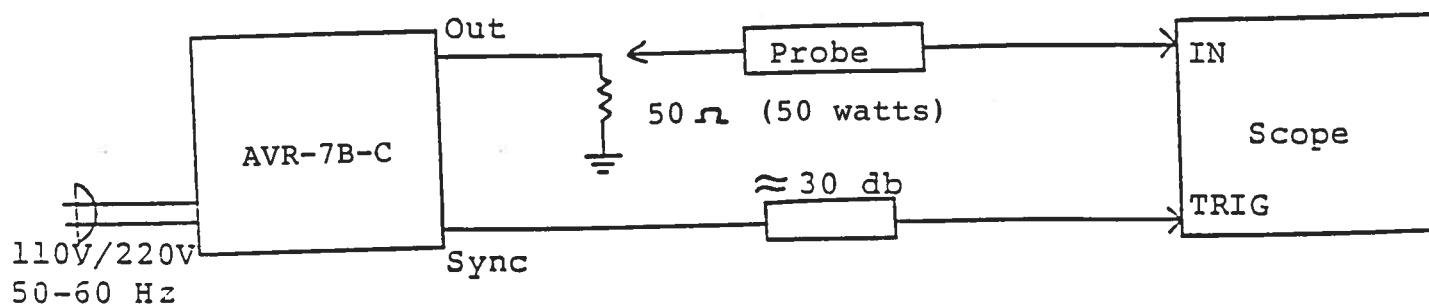 Out
Probe
IN
50 Ω (50 watts)
AVR-7B-C
Scope
≈ 30 db
TRIG
Sync
110V/220V
50-60 Hz